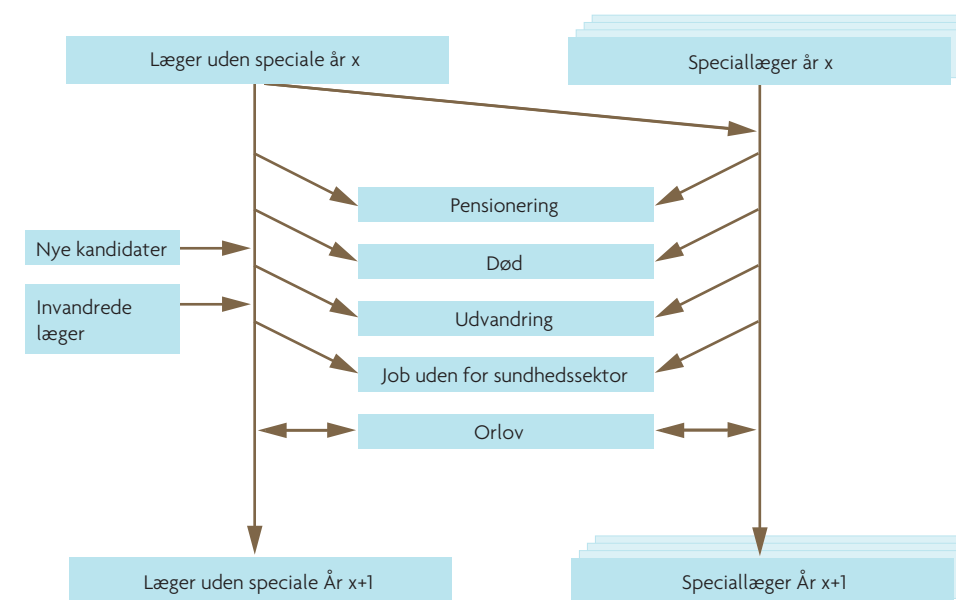 Læger uden speciale år x
Speciallæger år x
Pensionering
Nye kandidater
Død
Invandrede
læger
Udvandring
Job uden for sundhedssektor
Orlov
Læger uden speciale År x+1
Speciallæger År x+1